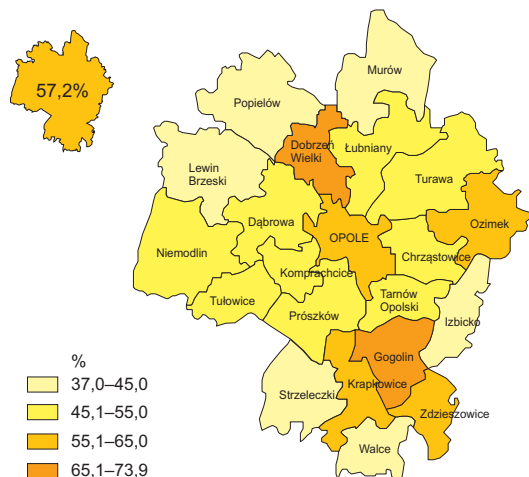 57,2%
Murów
Popielów
Dobrzeń
Wielki
Łubniany
Lewin
Brzeski
Turawa
Ozimek
Dąbrowa
OPOLE
Niemodlin
Chrząstowice
Komprachcice
Tułowice
Tarnów
Opolski
Prószków
Izbicko
Gogolin
Strzeleczki
Krapkowice
Zdzieszowice
Walce
%
37,0–45,0
45,1–55,0
55,1–65,0
65,1–73,9